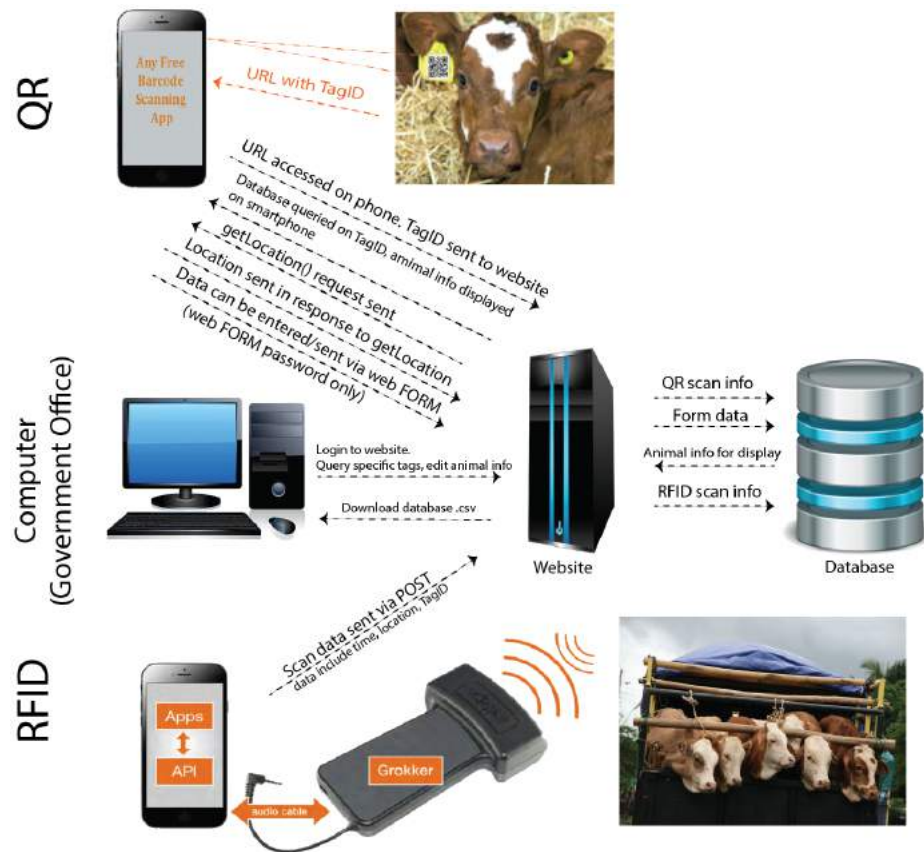 QR
Any Free
Barcode
Scanning
App
URL with TagID
URL accessed on phone. TagID sent to website
Database queried on TagID, amimal info displayed
on smartphone
getLocation() request sent
Location sent in response to getLocation
Data can be entered/sent via web FORM
(web FORM password only)
Computer
(Government Office)
Login to website.
Query specific tags, edit animal info
Download database .csv
Website
QR scan info
Form data
Animal info for display
RFID scan info
Database
RFID
Scan data sent via POST
data include time, location, TagID
Apps
API
audio cable
Grokker